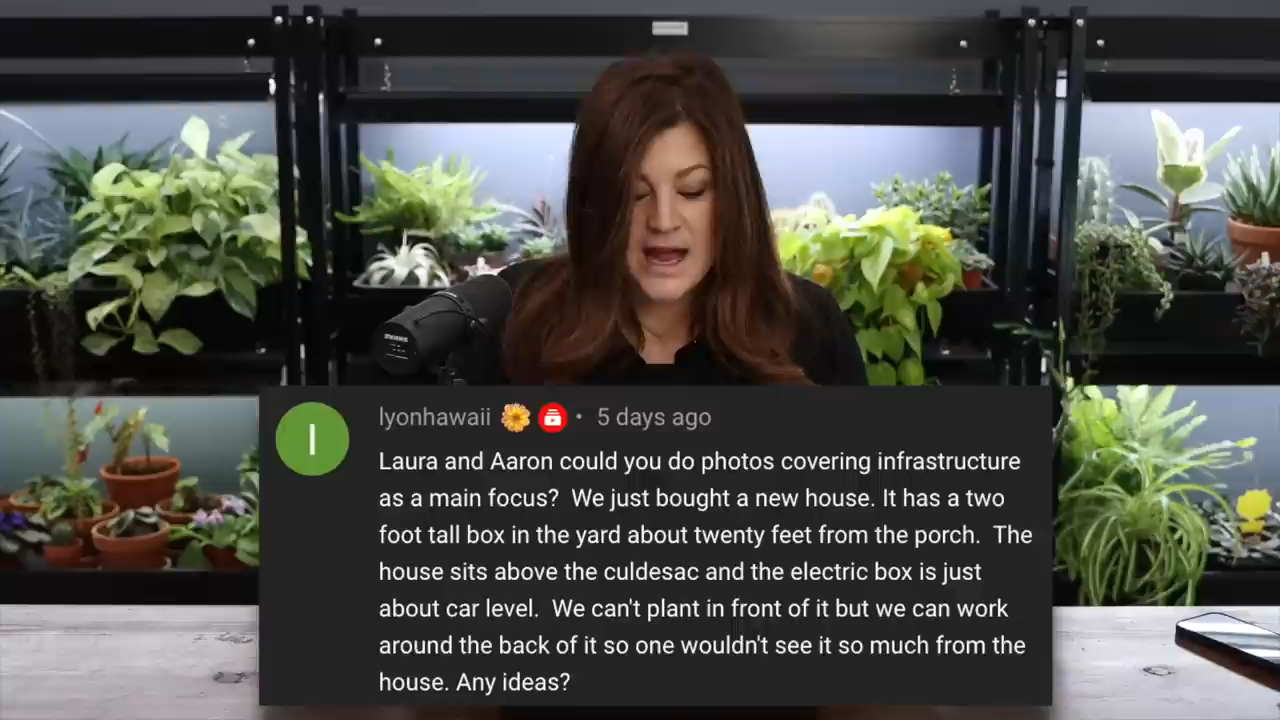 SHURE
lyonhawaii • 5 days ago
Laura and Aaron could you do photos covering infrastructure
as a main focus?  We just bought a new house. It has a two
foot tall box in the yard about twenty feet from the porch.  The
house sits above the culdesac and the electric box is just
about car level.  We can't plant in front of it but we can work
around the back of it so one wouldn't see it so much from the
house. Any ideas?